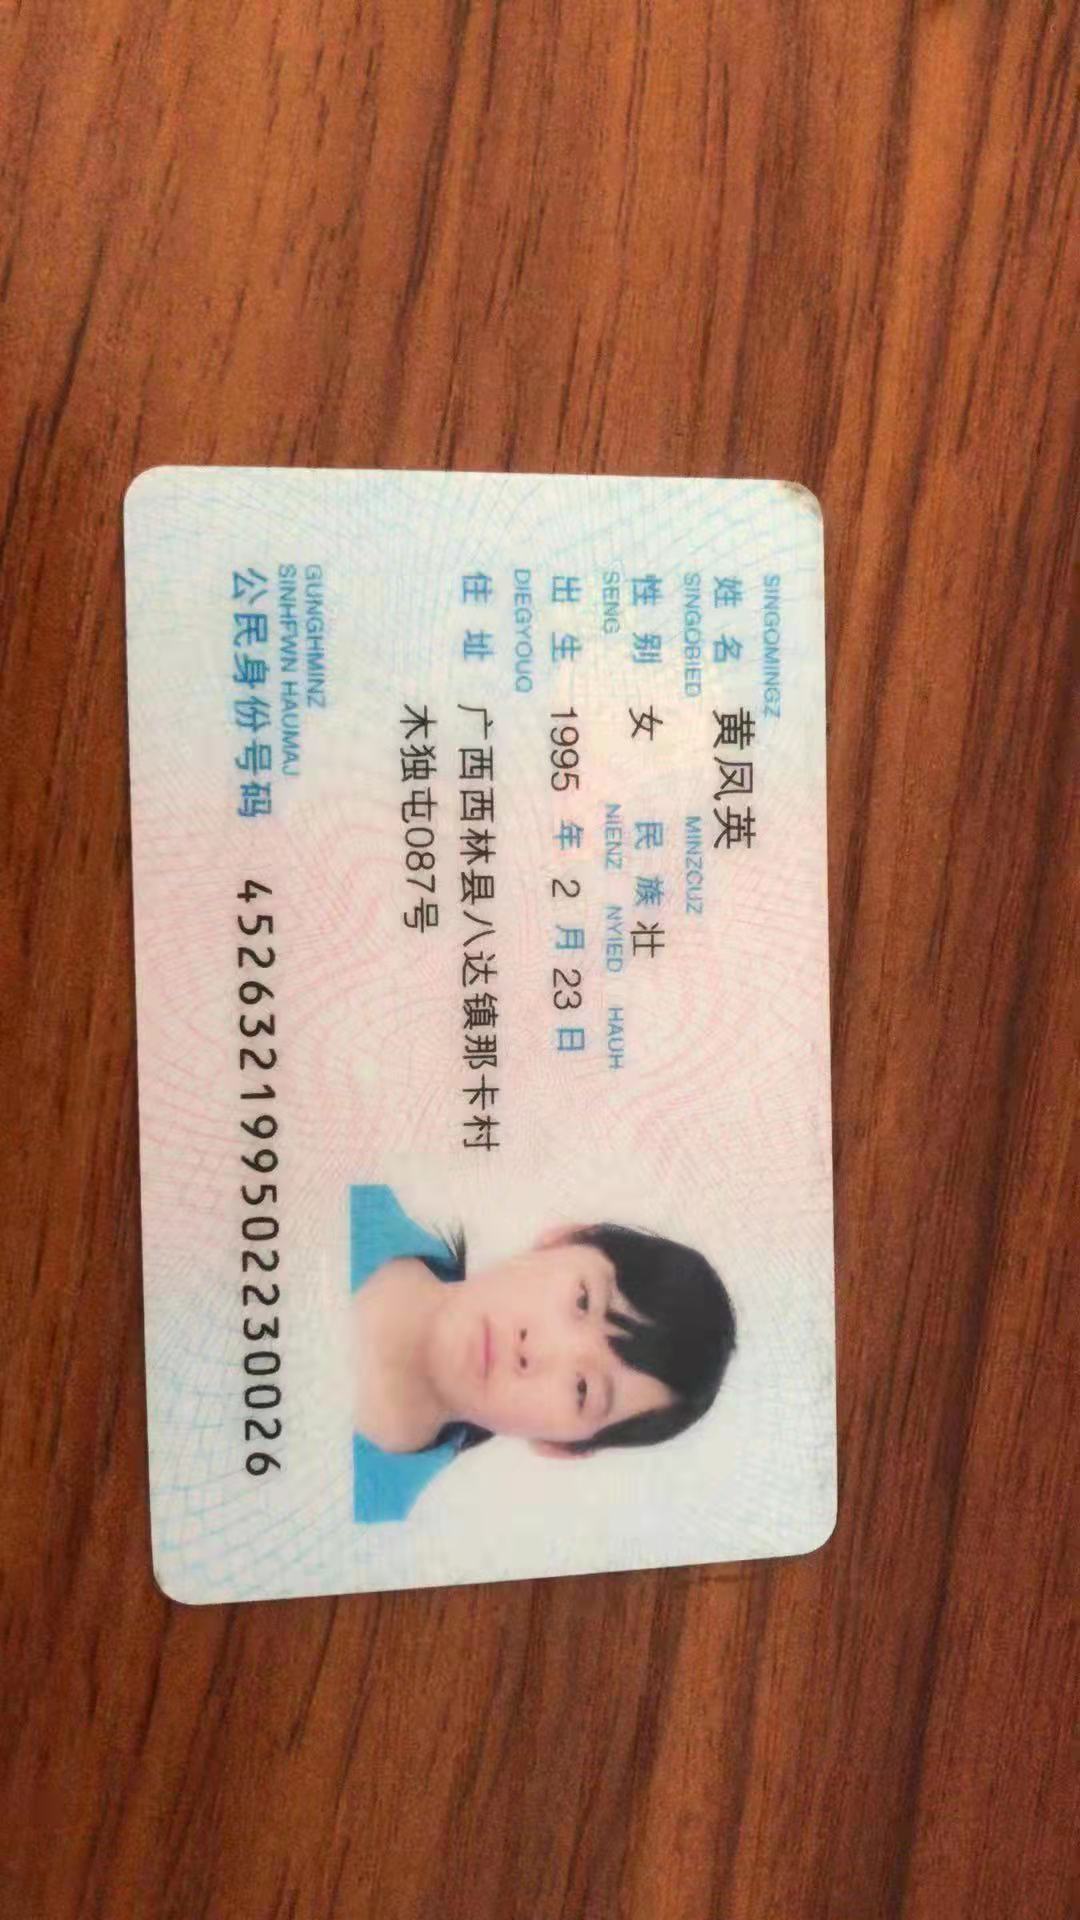 SINGQMINGZ
姓 名 黄凤英
SINGQBIED MINZCUZ
性 别 女 民 族 壮
SENG NIENZ NYIED HAUH
出 生 1995 年 2 月 23 日
DIEGYOUQ
住 址 广西西林县八达镇那卡村
木独屯087号
GUNGHMINZ
SINHFWN HAUMAJ
公民身份号码 452632199502230026